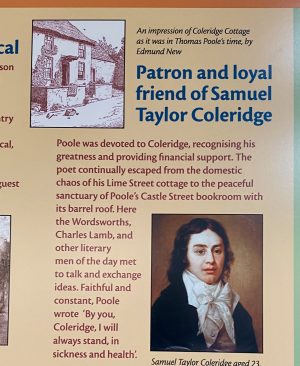 An impression of Coleridge Cottage
as it was in Thomas Poole's time, by
Edmund New
cal
son
ntry
cal,
guest
Patron and loyal
friend of Samuel
Taylor Coleridge
Poole was devoted to Coleridge, recognising his
greatness and providing financial support. The
poet continually escaped from the domestic
chaos of his Lime Street cottage to the peaceful
sanctuary of Poole's Castle Street bookroom with
its barrel roof. Here
the Wordsworths,
Charles Lamb, and
other literary
men of the day met
to talk and exchange
ideas. Faithful and
constant, Poole
wrote 'By you,
Coleridge, I will
always stand, in
sickness and health'.
Samuel Taylor Coleridge aged 23,